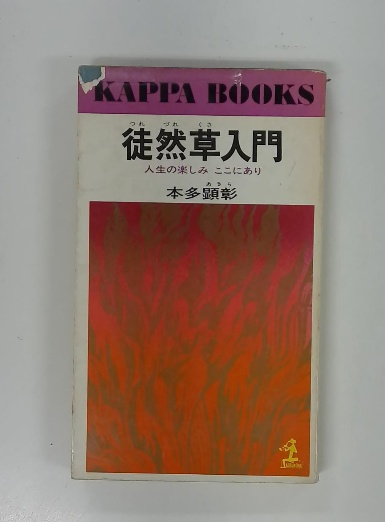 KAPPA BOOKS
つれ づれ くさ
徒然草入門
人生の楽しみ ここにあり
あきら
本多顕彰